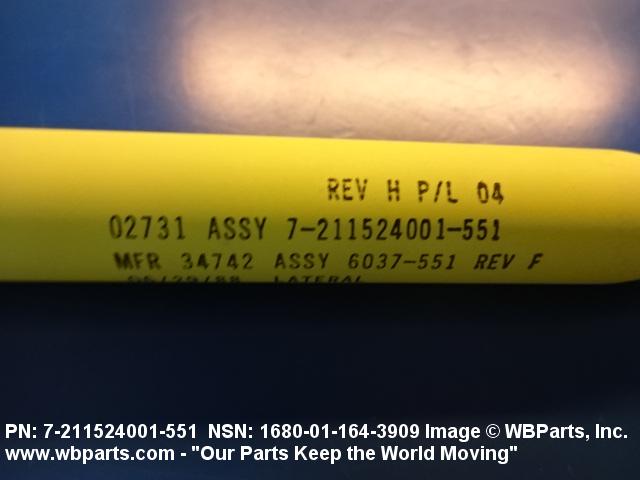 REV H P/L 04
02731 ASSY 7-211524001-551
MFR 34742 ASSY 6037-551 REV F
LATERAL
PN: 7-211524001-551 NSN: 1680-01-164-3909 Image © WBParts, Inc.
www.wbparts.com - "Our Parts Keep the World Moving"